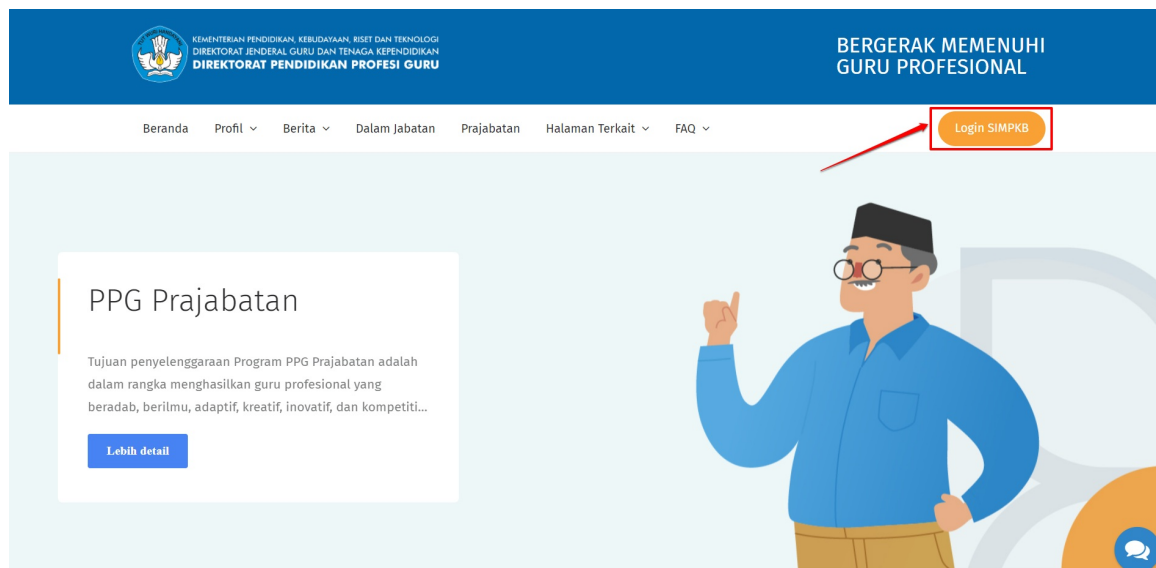 KEMENTERIAN PENDIDIKAN, KEBUDAYAAN, RISET DAN TEKNOLOGI
DIREKTORAT JENDERAL GURU DAN TENAGA KEPENDIDIKAN
DIREKTORAT PENDIDIKAN PROFESI GURU
BERGERAK MEMENUHI
GURU PROFESIONAL
Beranda Profil Berita Dalam Jabatan Prajabatan Halaman Terkait FAQ Login SIMPKB
PPG Prajabatan
Tujuan penyelenggaraan Program PPG Prajabatan adalah
dalam rangka menghasilkan guru profesional yang
beradab, berilmu, adaptif, kreatif, inovatif, dan kompetiti...
Lebih detail